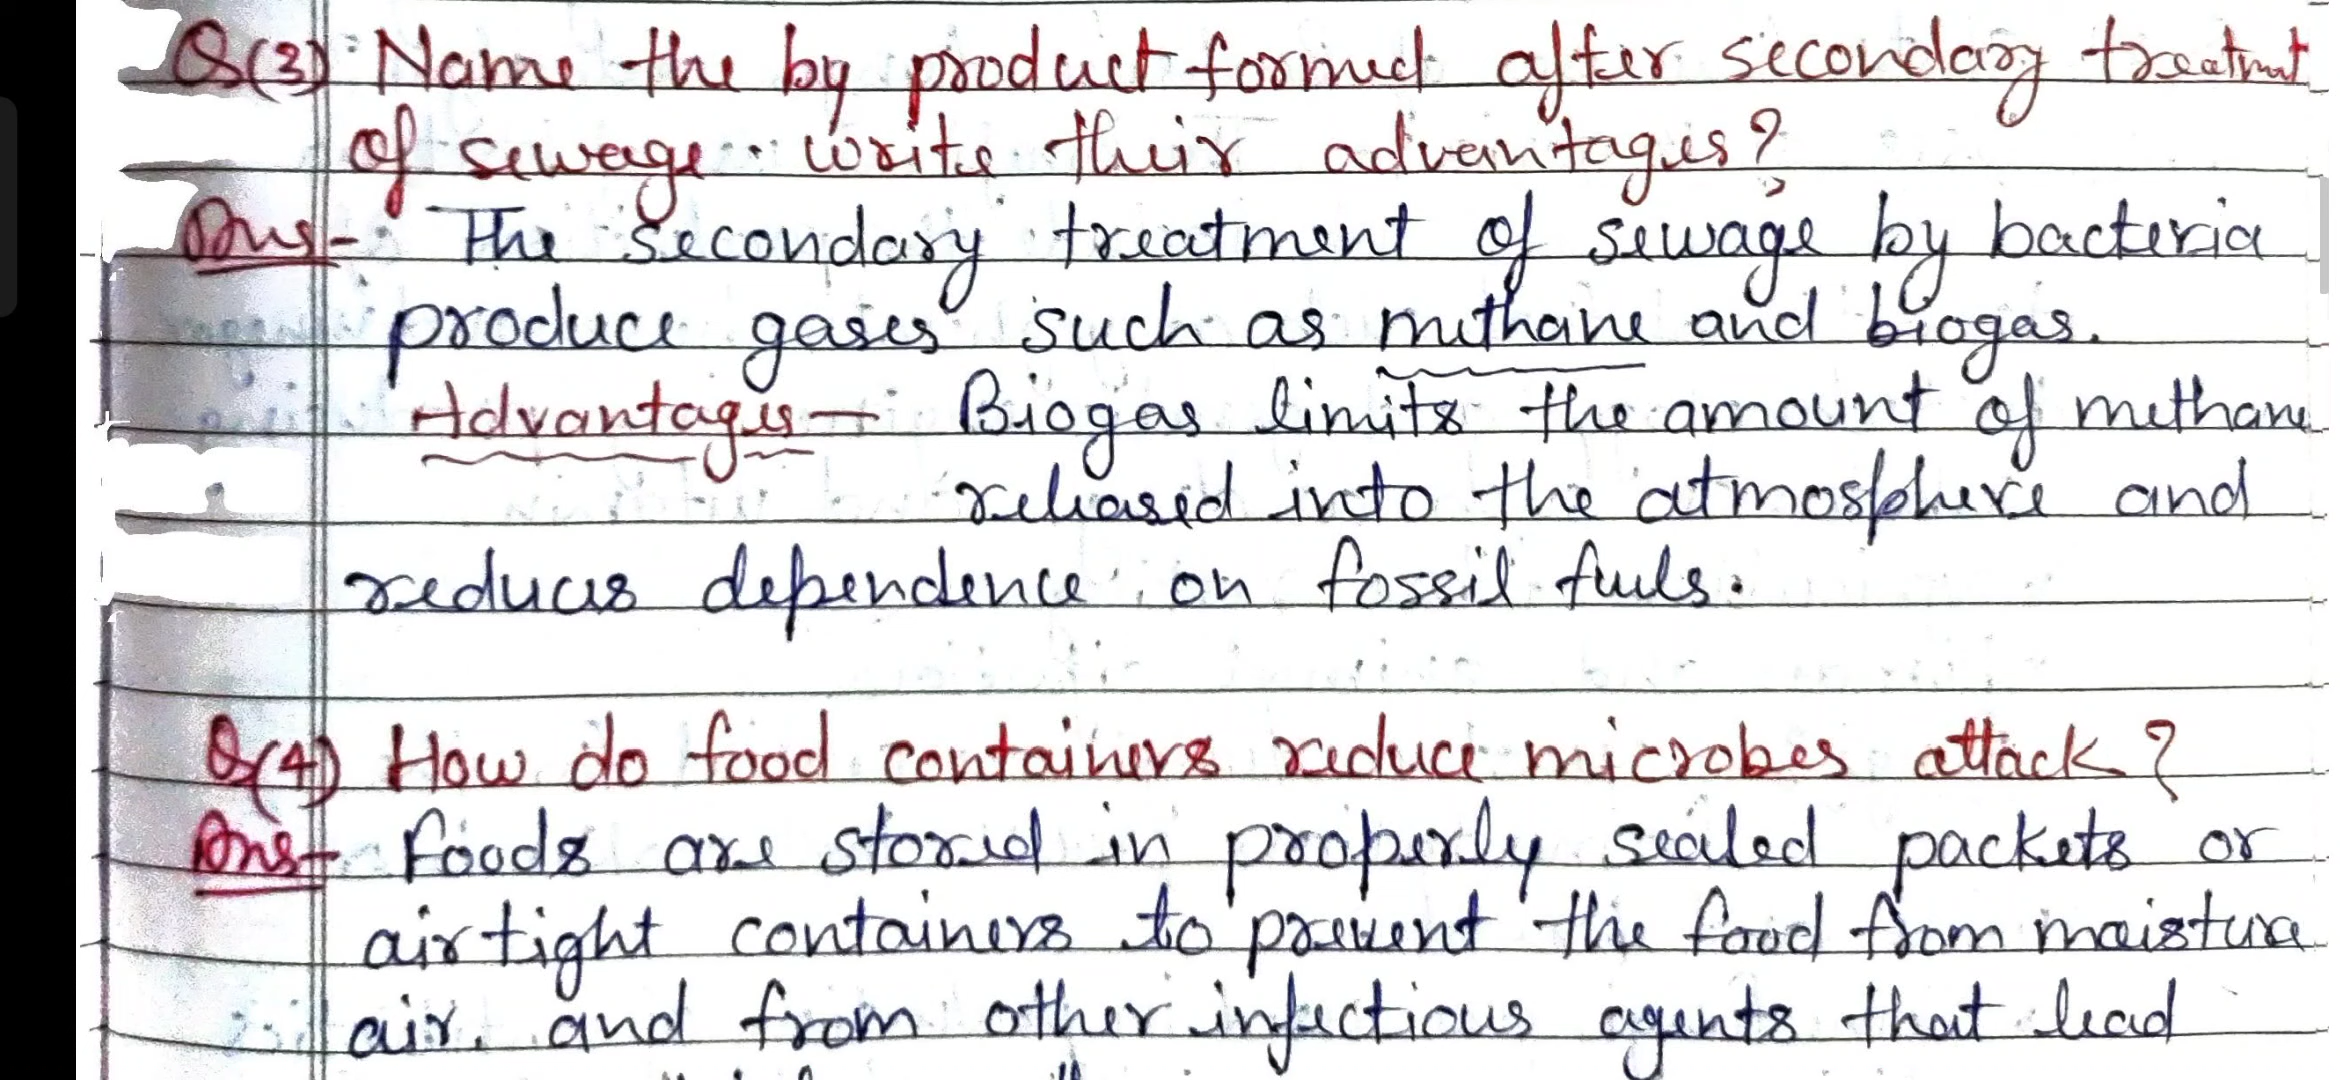 Q(3) Name the by product formed after secondary treatmnt
of sewage. write their advantages?
Ans- The secondary treatment of sewage by bacteria
produce gases such as methane and biogas.
Advantages— Biogas limits the amount of methane
released into the atmosphere and
reduces dependence on fossil fuels.
Q(4) How do food containers reduce microbes attack?
Ans- Foods are stored in properly sealed packets or
airtight containers to prevent the food from moisture
air, and from other infectious agents that lead